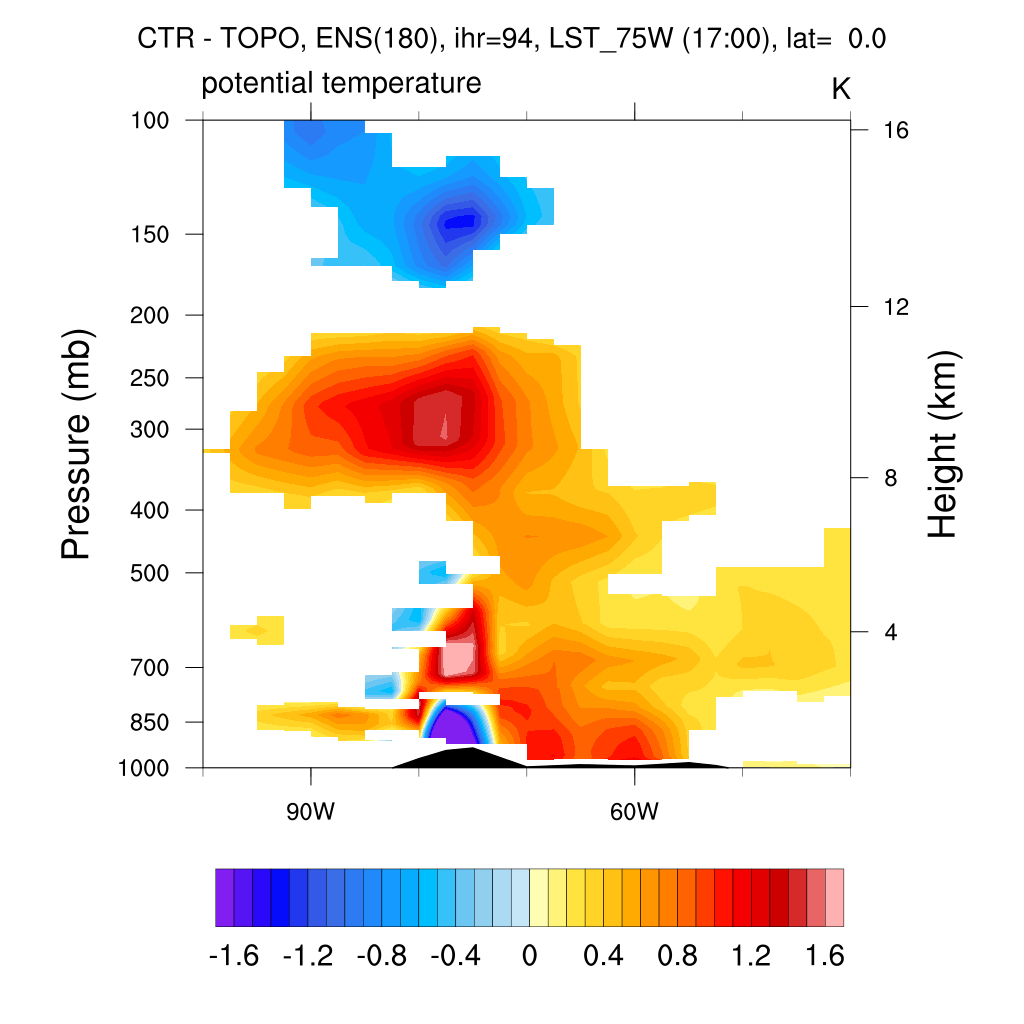 CTR - TOPO, ENS(180), ihr=94, LST_75W (17:00), lat=  0.0
potential temperature K
100
150
200
250
300
400
500
700
850
1000
Pressure (mb)
16
12
8
4
Height (km)
90W 60W
-1.6 -1.2 -0.8 -0.4 0 0.4 0.8 1.2 1.6